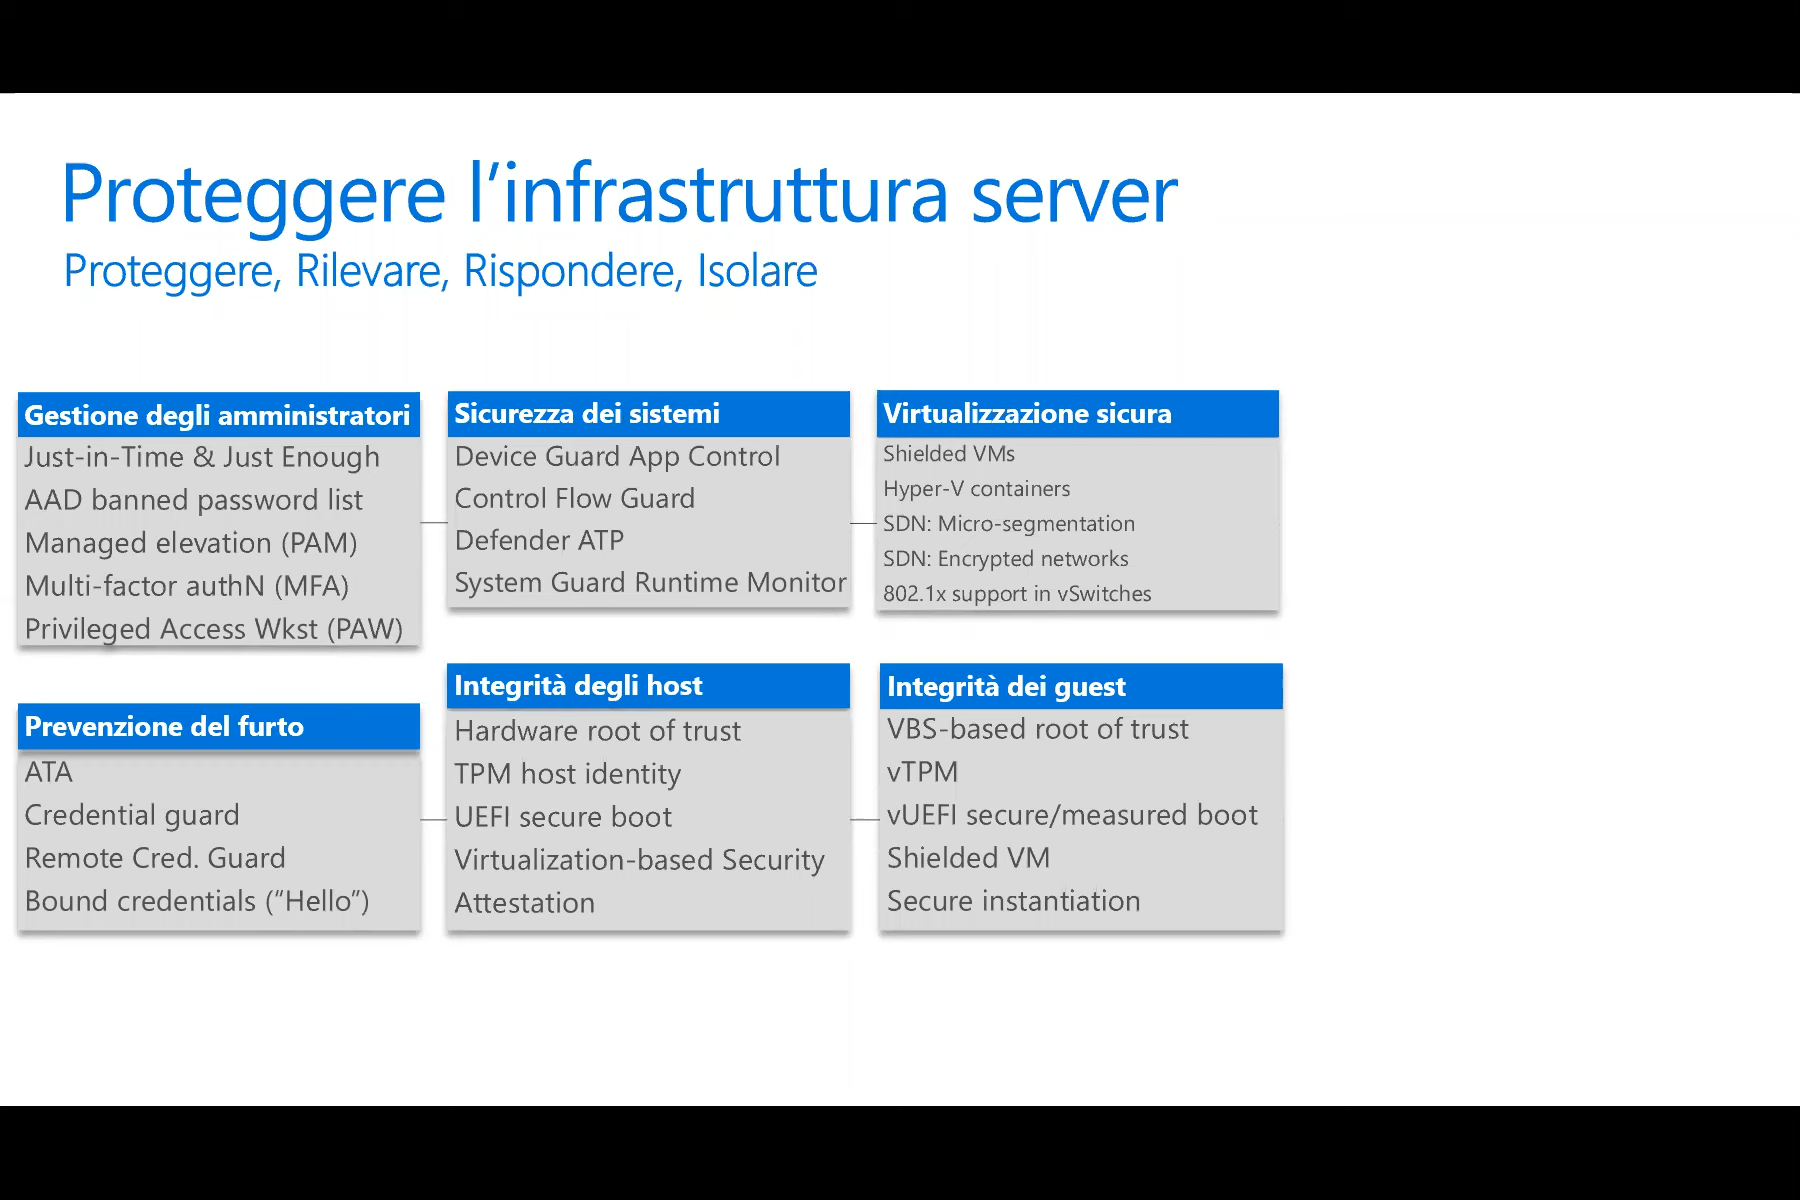 Proteggere l’infrastruttura server
Proteggere, Rilevare, Rispondere, Isolare
Gestione degli amministratori
Just-in-Time & Just Enough
AAD banned password list
Managed elevation (PAM)
Multi-factor authN (MFA)
Privileged Access Wkst (PAW)
Sicurezza dei sistemi
Device Guard App Control
Control Flow Guard
Defender ATP
System Guard Runtime Monitor
Virtualizzazione sicura
Shielded VMs
Hyper-V containers
SDN: Micro-segmentation
SDN: Encrypted networks
802.1x support in vSwitches
Prevenzione del furto
ATA
Credential guard
Remote Cred. Guard
Bound credentials (“Hello”)
Integrità degli host
Hardware root of trust
TPM host identity
UEFI secure boot
Virtualization-based Security
Attestation
Integrità dei guest
VBS-based root of trust
vTPM
vUEFI secure/measured boot
Shielded VM
Secure instantiation